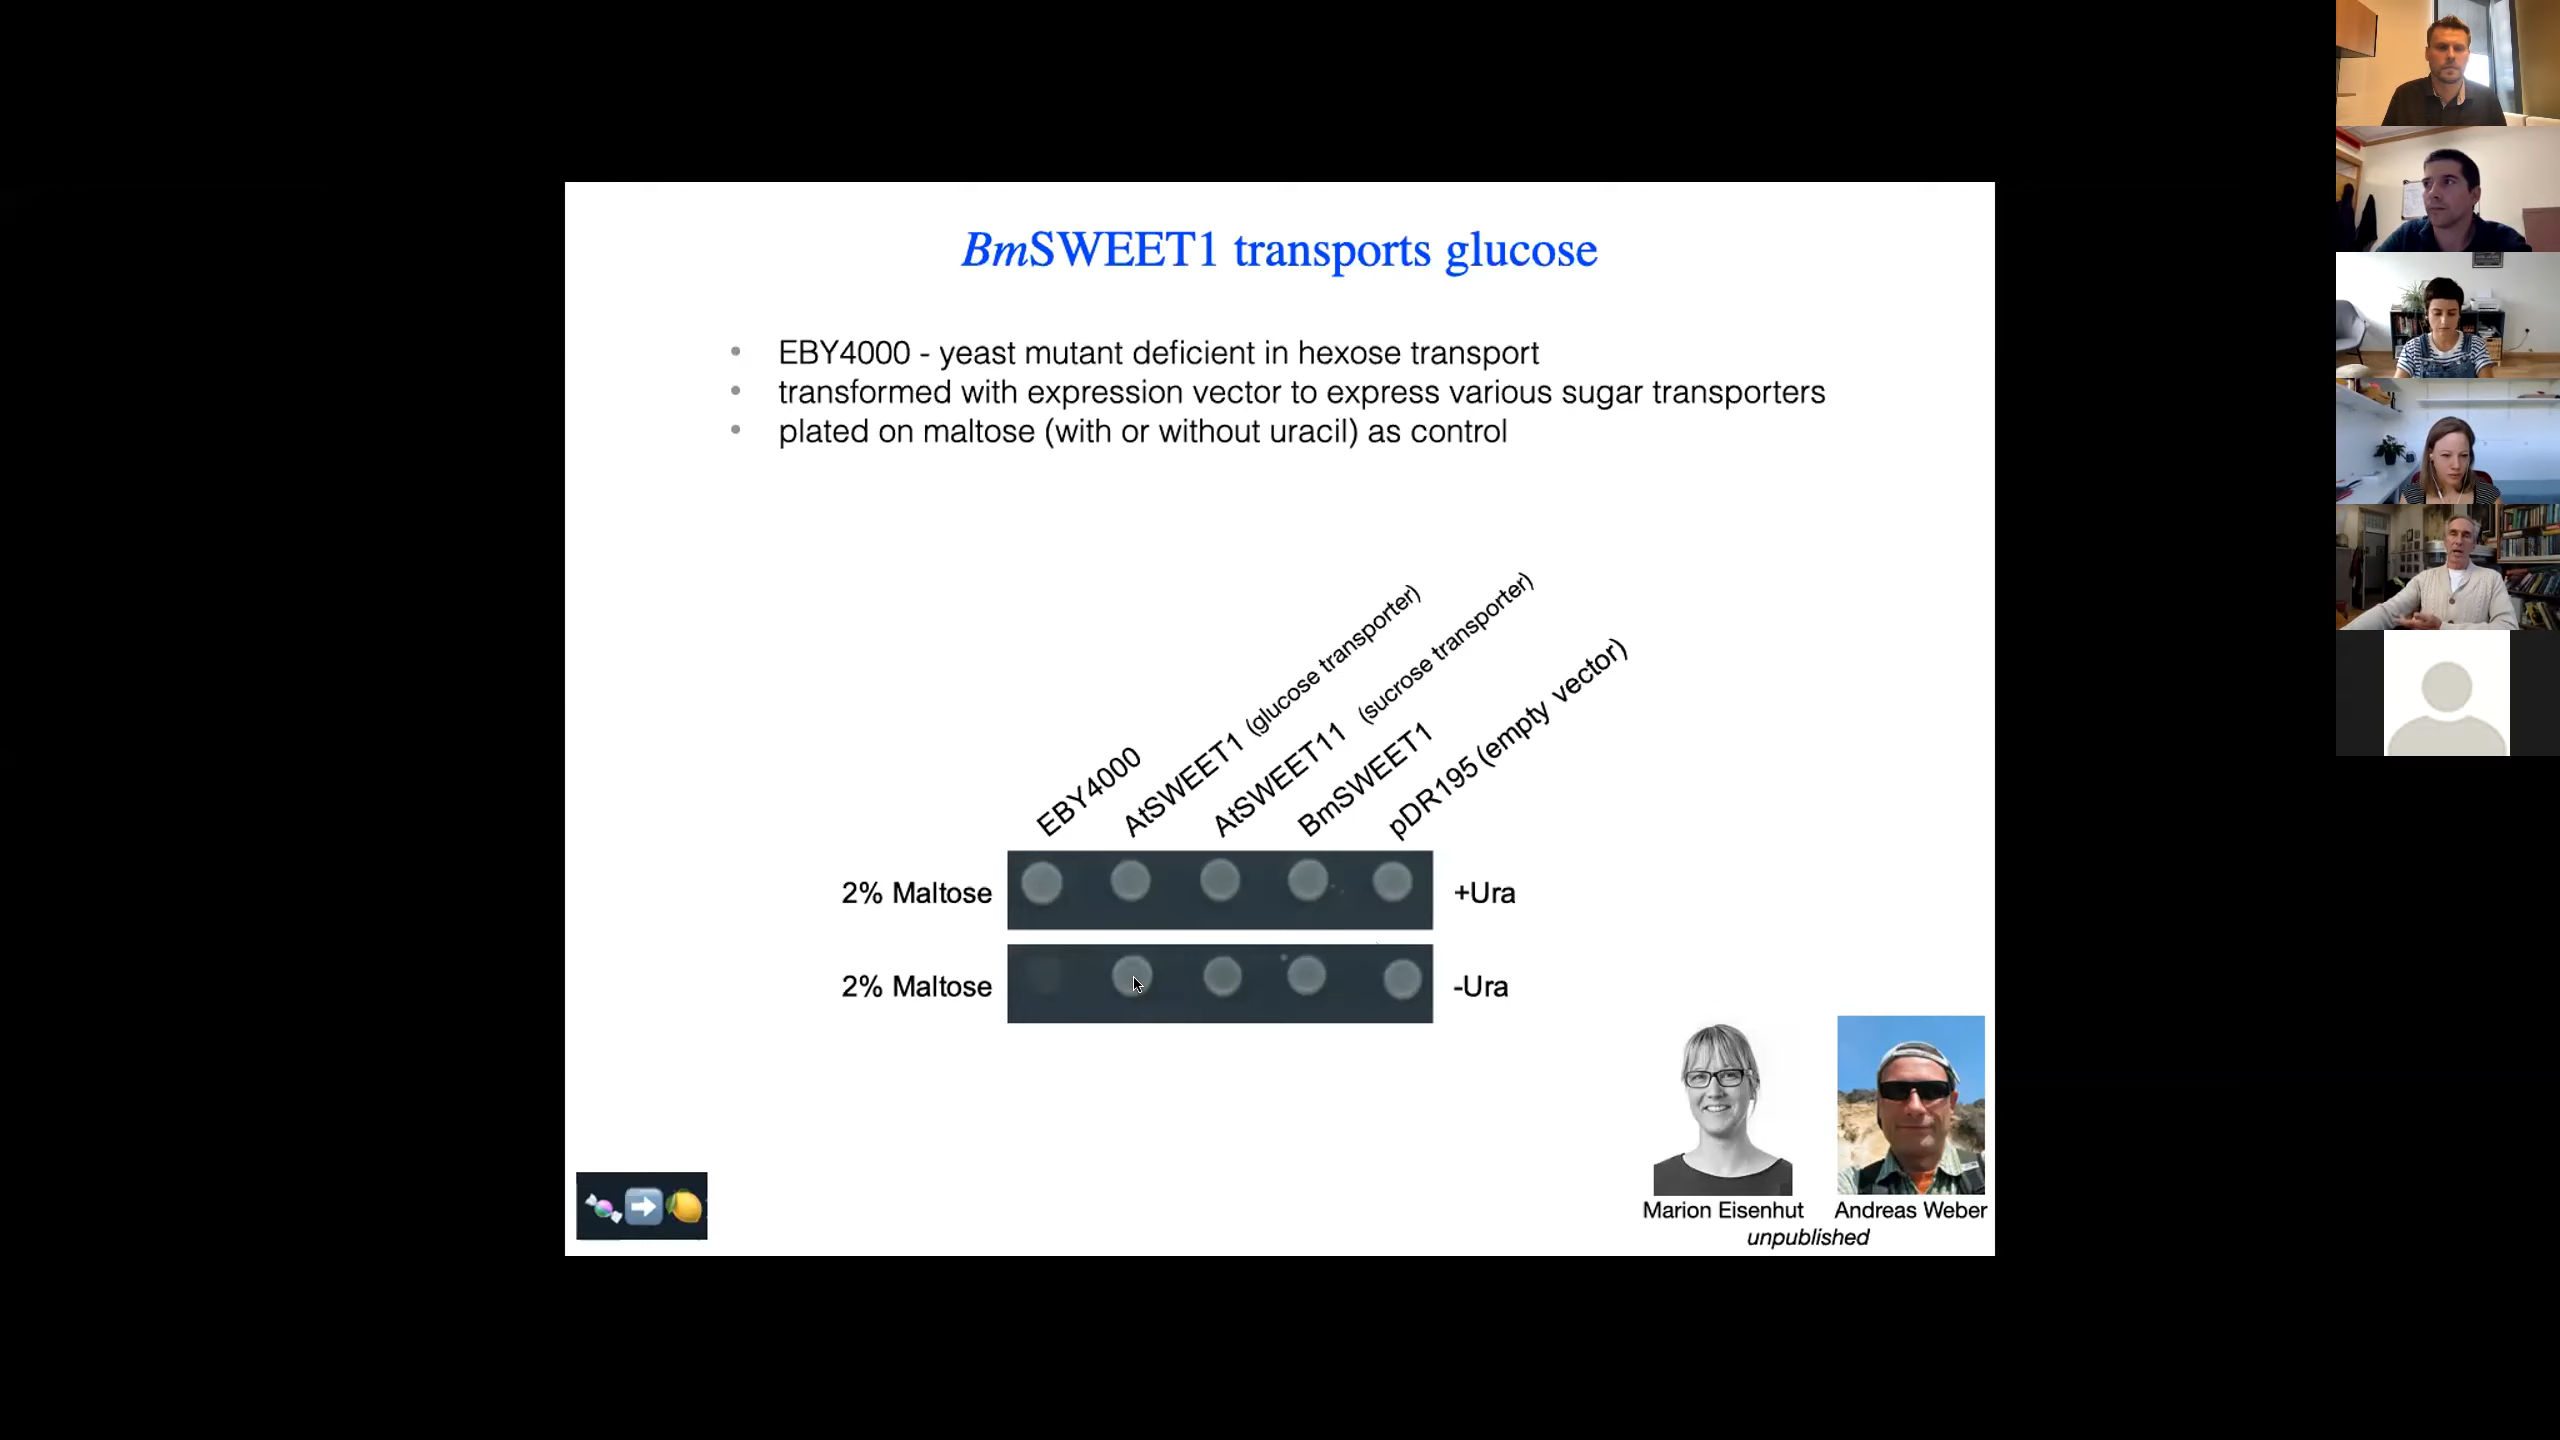 BmSWEET1 transports glucose
• EBY4000 - yeast mutant deficient in hexose transport
• transformed with expression vector to express various sugar transporters
• plated on maltose (with or without uracil) as control
EBY4000
AtSWEET1 (glucose transporter)
AtSWEET11 (sucrose transporter)
BmSWEET1
pDR195 (empty vector)
2% Maltose +Ura
2% Maltose -Ura
Marion Eisenhut Andreas Weber
unpublished